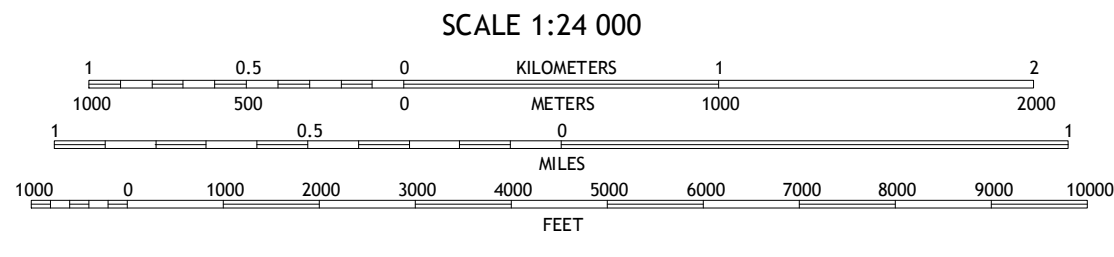 SCALE 1:24 000
1 0.5 0 KILOMETERS 1 2
1000 500 0 METERS 1000 2000
1 0.5 0 1
MILES
1000 0 1000 2000 3000 4000 5000 6000 7000 8000 9000 10000
FEET